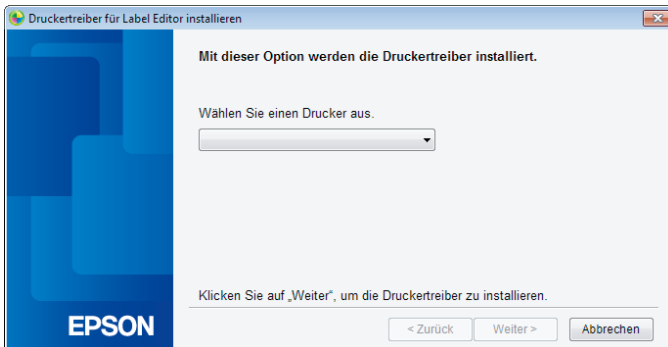 Druckertreiber für Label Editor installieren
Mit dieser Option werden die Druckertreiber installiert.
Wählen Sie einen Drucker aus.
Klicken Sie auf „Weiter“, um die Druckertreiber zu installieren.
EPSON
< Zurück Weiter > Abbrechen